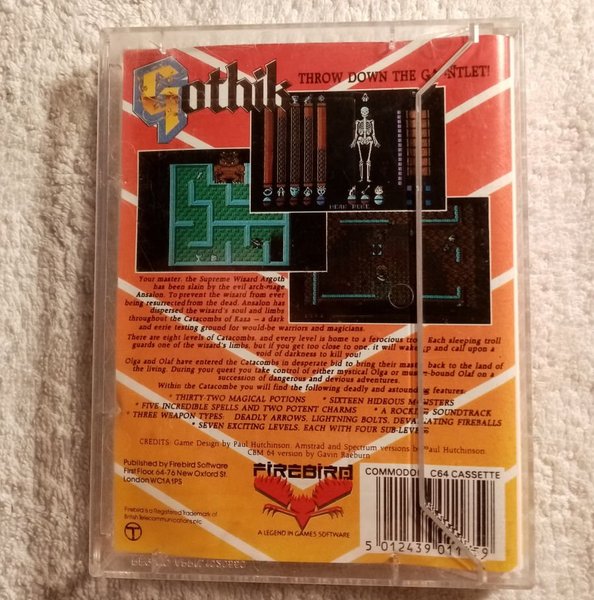 Gothik
THROW DOWN THE GAUNTLET!
Your master, the Supreme Wizard Argoth
has been slain by the evil arch-mage
Ansalon. To prevent the wizard from ever
being resurrected from the dead, Ansalon has
dispersed the wizard's soul and limbs
throughout the Catacombs of Kaza — a dark
and eerie testing ground for would-be warriors and magicians.
There are eight levels of Catacombs, and every level is home to a ferocious troll. Each sleeping troll
guards one of the wizard's limbs, but if you get too close to one, it will wake up and call upon a
void of darkness to kill you!
Olga and Olaf have entered the Catacombs in desperate bid to bring their master back to the land of
the living. During your quest you take control of either mystical Olga or muscle-bound Olaf on a
succession of dangerous and devious adventures.
Within the Catacombe you will find the following deadly and astounding features:
* THIRTY-TWO MAGICAL POTIONS * SIXTEEN HIDEOUS MONSTERS
* FIVE INCREDIBLE SPELLS AND TWO POTENT CHARMS * A ROCKING SOUNDTRACK
* THREE WEAPON TYPES DEADLY ARROWS, LIGHTNING BOLTS, DEVASTATING FIREBALLS
* SEVEN EXCITING LEVELS, EACH WITH FOUR SUB-LEVELS
CREDITS: Game Design by Paul Hutchinson. Amstrad and Spectrum versions by Paul Hutchinson.
CBM 64 version by Gavin Raeburn
Published by Firebird Software
First Floor, 64-76 New Oxford St.
London WC1A 1PS
Firebird is a Registered Trademark of
British Telecommunications plc
T
FIREBIRD
A LEGEND IN GAMES SOFTWARE
COMMODORE C64 CASSETTE
5 012439 011 9